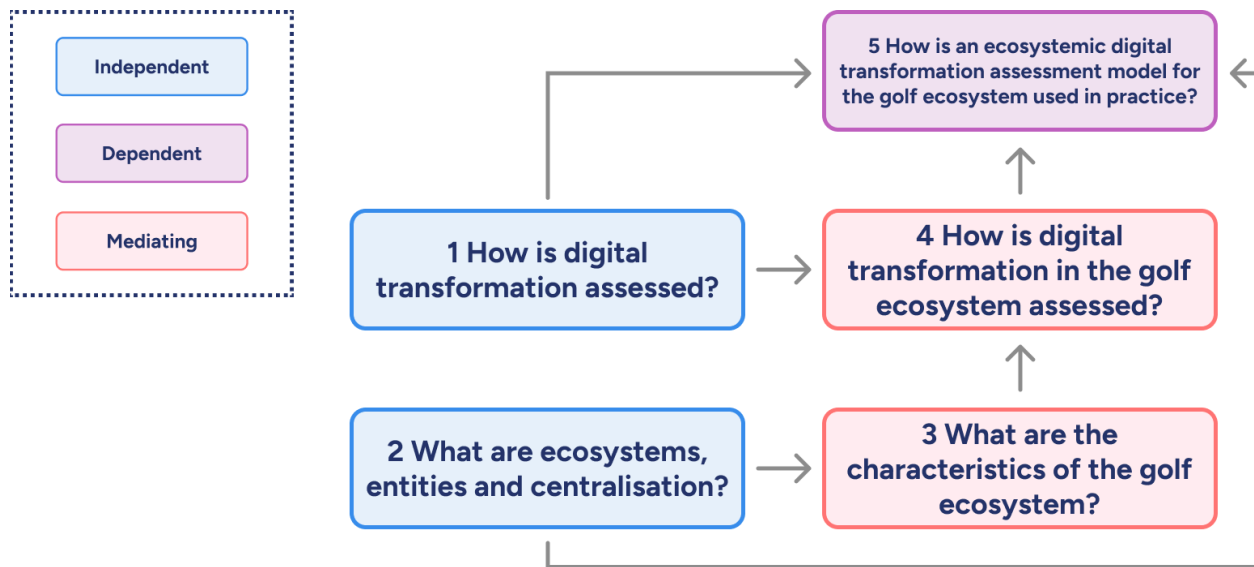 Independent
Dependent
Mediating
5 How is an ecosystemic digital
transformation assessment model for
the golf ecosystem used in practice?
1 How is digital
transformation assessed?
4 How is digital
transformation in the golf
ecosystem assessed?
2 What are ecosystems,
entities and centralisation?
3 What are the
characteristics of the golf
ecosystem?